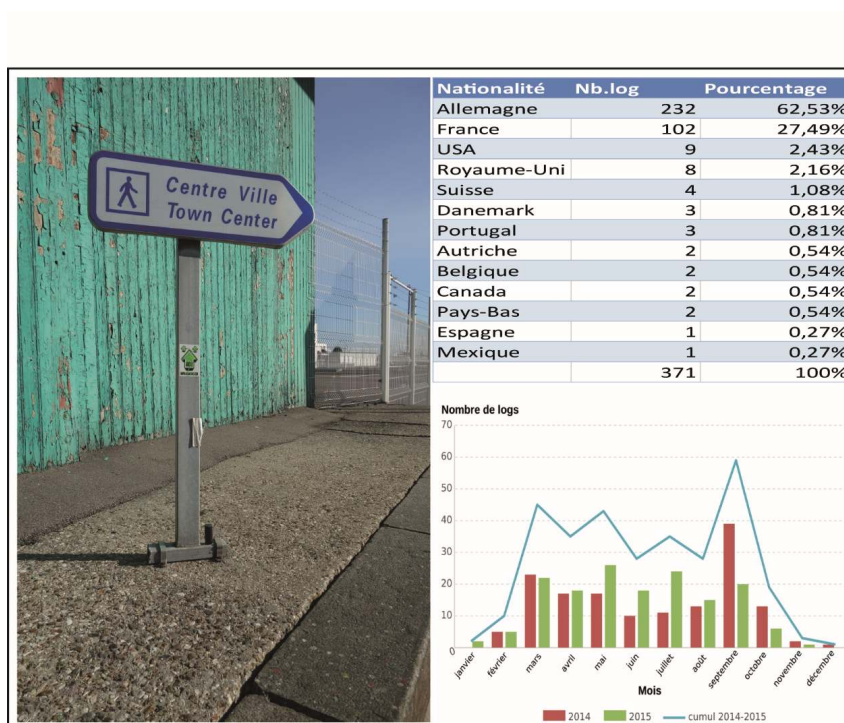 Centre Ville
Town Center
Nationalité Nb.log Pourcentage
Allemagne 232 62,53%
France 102 27,49%
USA 9 2,43%
Royaume-Uni 8 2,16%
Suisse 4 1,08%
Danemark 3 0,81%
Portugal 3 0,81%
Autriche 2 0,54%
Belgique 2 0,54%
Canada 2 0,54%
Pays-Bas 2 0,54%
Espagne 1 0,27%
Mexique 1 0,27%
371 100%
Nombre de logs
70
60
50
40
30
20
10
0
janvier
février
mars
avril
mai
juin
juillet
août
septembre
octobre
novembre
décembre
Mois
2014 2015 cumul 2014-2015